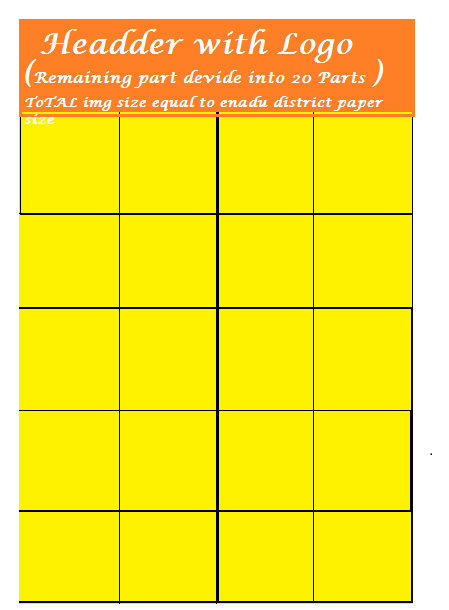 Headder with Logo
(Remaining part devide into 20 Parts )
ToTAL img size equal to enadu district paper
size